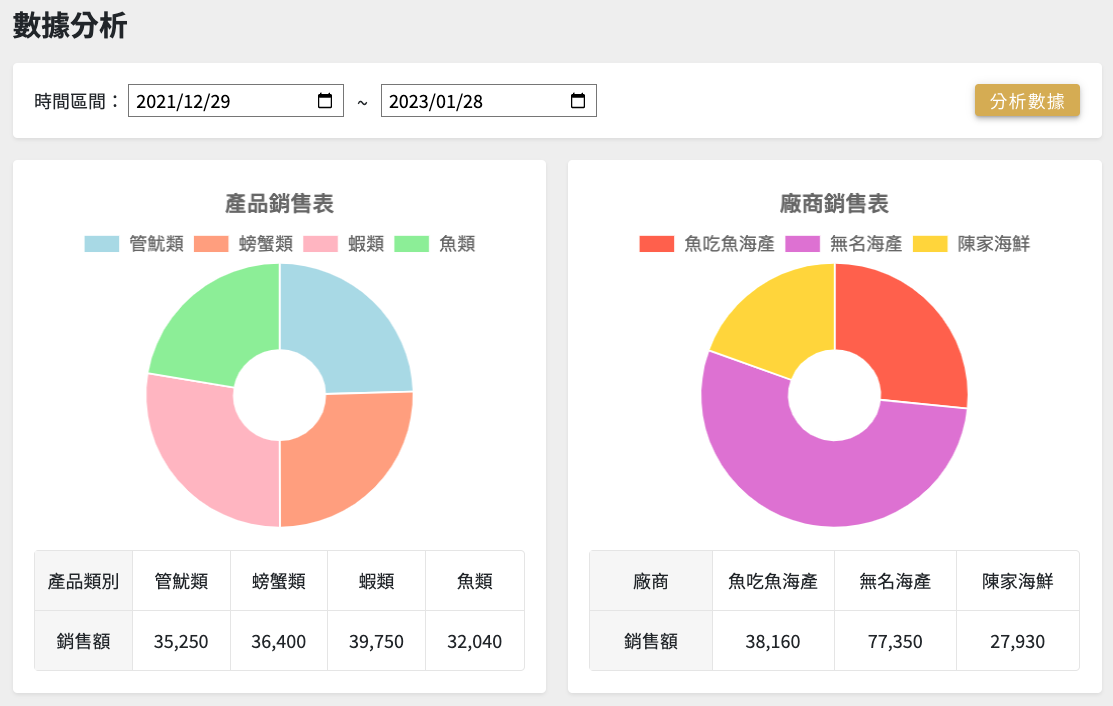 數據分析
時間區間： 2021/12/29 ~ 2023/01/28 分析數據
產品銷售表
管魷類 螃蟹類 蝦類 魚類
產品類別 管魷類 螃蟹類 蝦類 魚類
銷售額 35,250 36,400 39,750 32,040
廠商銷售表
魚吃魚海產 無名海產 陳家海鮮
廠商 魚吃魚海產 無名海產 陳家海鮮
銷售額 38,160 77,350 27,930